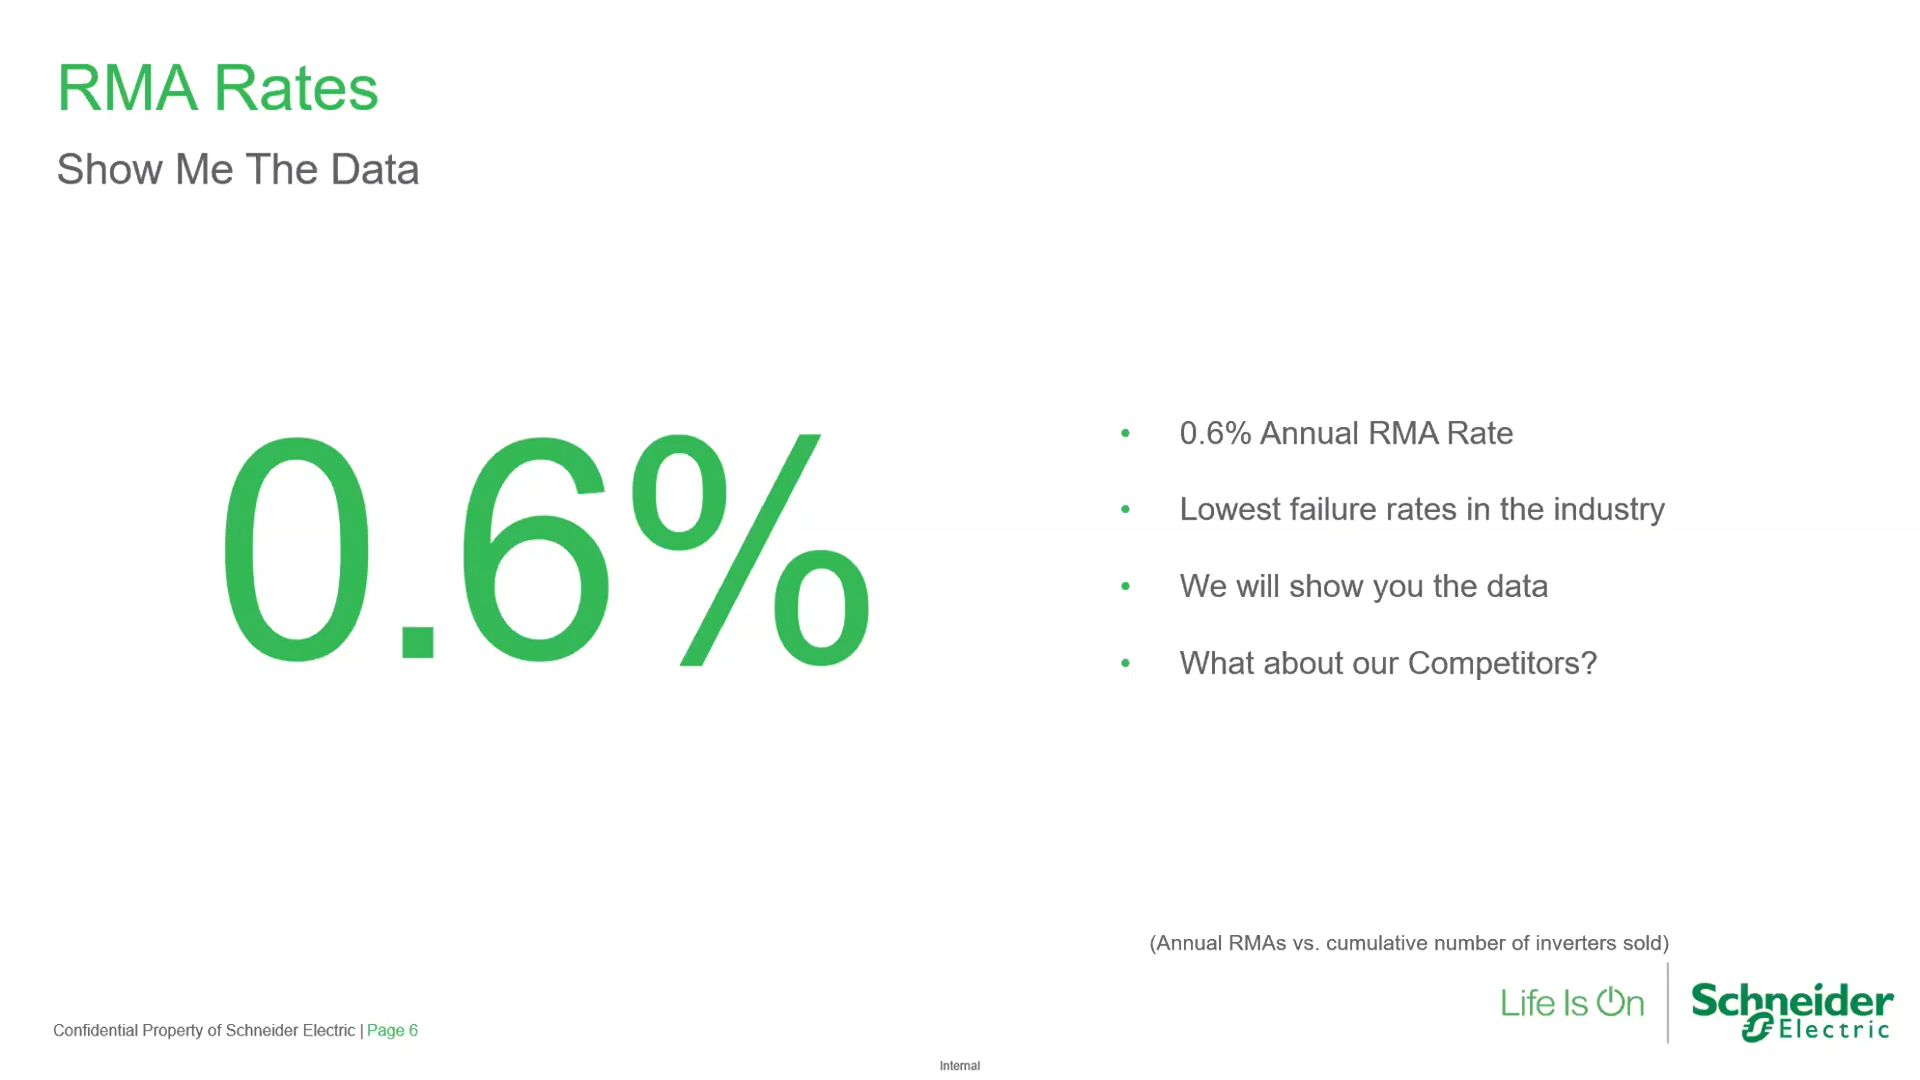 RMA Rates
Show Me The Data
0.6%
• 0.6% Annual RMA Rate
• Lowest failure rates in the industry
• We will show you the data
• What about our Competitors?
(Annual RMAs vs. cumulative number of inverters sold)
Life Is On
Schneider
Electric
Confidential Property of Schneider Electric | Page 6
Internal